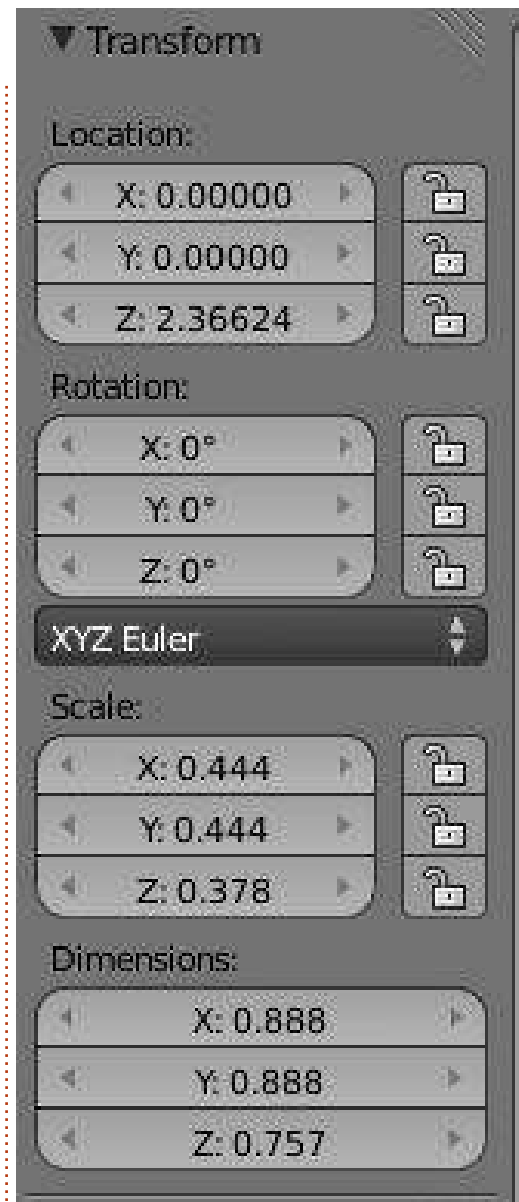 Transform
Location:
X: 0.00000
Y: 0.00000
Z: 2.36624
Rotation:
X: 0°
Y: 0°
Z: 0°
XYZ Euler
Scale:
X: 0.444
Y: 0.444
Z: 0.378
Dimensions:
X: 0.888
Y: 0.888
Z: 0.757